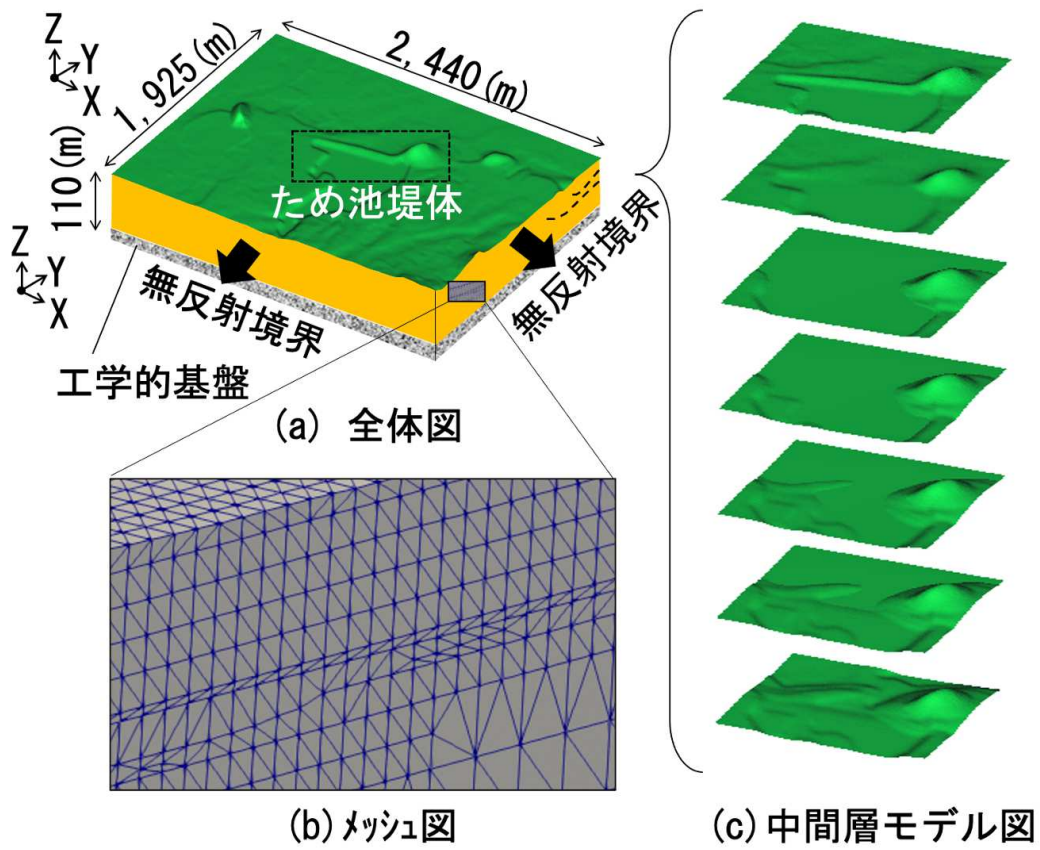 Z
Y
X
1,925(m)
2,440(m)
110(m)
ため池堤体
Z
Y
X
無反射境界
無反射境界
工学的基盤
(a) 全体図
(b) ﾒｯｼｭ図
(c) 中間層モデル図